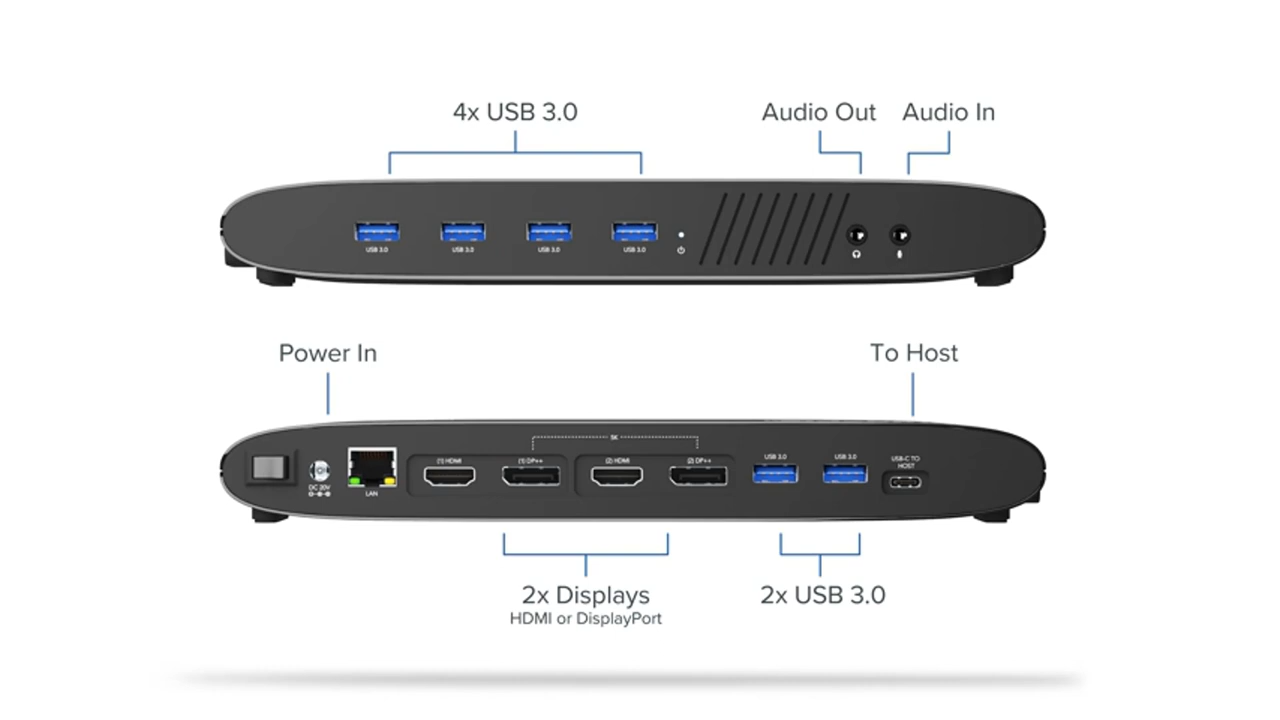 4x USB 3.0
Audio Out
Audio In
USB 3.0
USB 3.0
USB 3.0
USB 3.0
Power In
To Host
5K
(1) HDMI
(1) DP++
(2) HDMI
(2) DP++
USB 3.0
USB 3.0
USB-C TO
HOST
DC 20V
LAN
2x Displays
HDMI or DisplayPort
2x USB 3.0